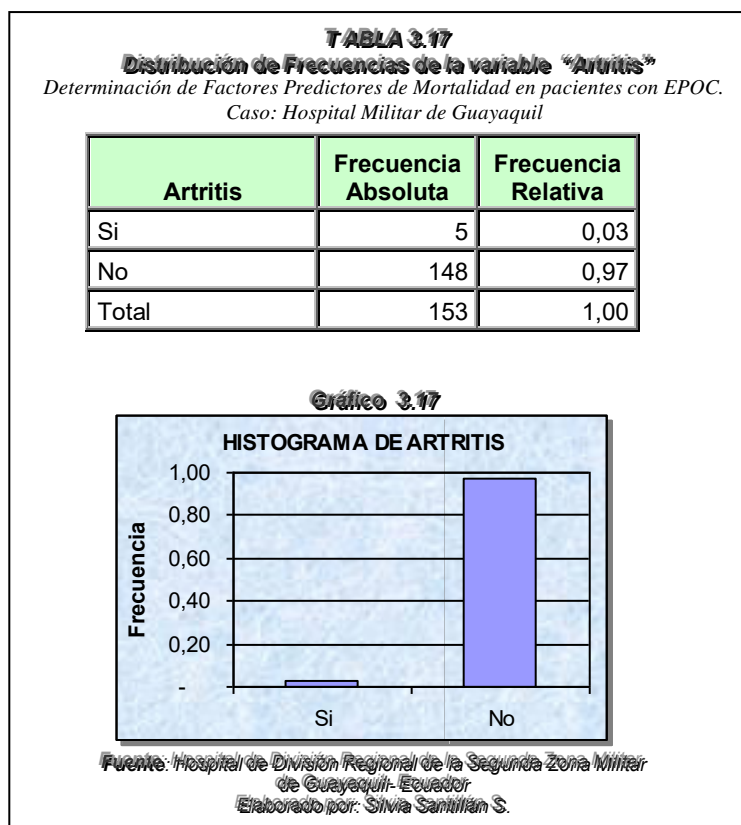 T ABLA 3.17
Distribución de Frecuencias de la variable “Artritis”
Determinación de Factores Predictores de Mortalidad en pacientes con EPOC.
Caso: Hospital Militar de Guayaquil
Artritis Frecuencia Absoluta Frecuencia Relativa
Si 5 0,03
No 148 0,97
Total 153 1,00
Gráfico 3.17
HISTOGRAMA DE ARTRITIS
Frecuencia
1,00
0,80
0,60
0,40
0,20
-
Si No
Fuente: Hospital de División Regional de la Segunda Zona Militar
de Guayaquil- Ecuador
Elaborado por: Silvia Santillán S.